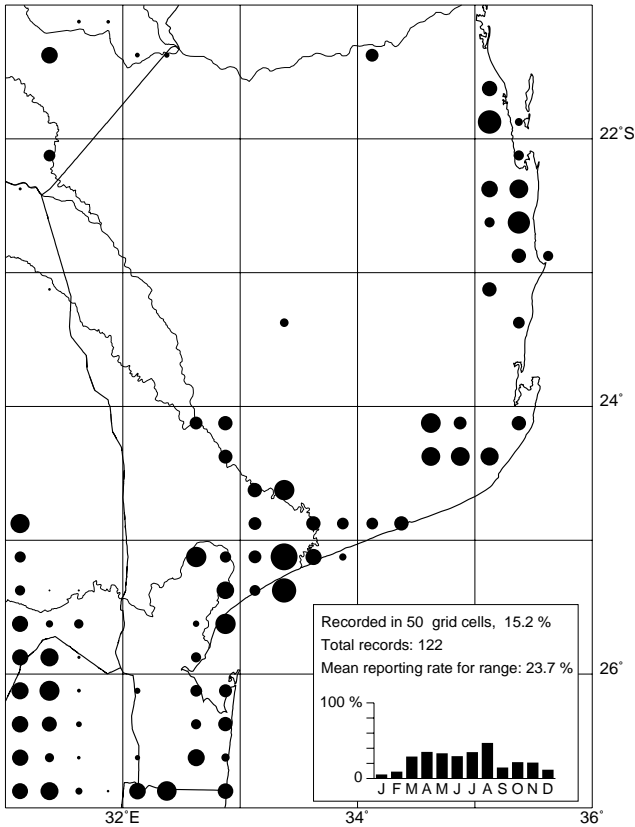 22°S
24°
Recorded in 50 grid cells, 15.2 %
Total records: 122
Mean reporting rate for range: 23.7 %
26°
100 %
0
J F M A M J J A S O N D
32°E 34° 36°